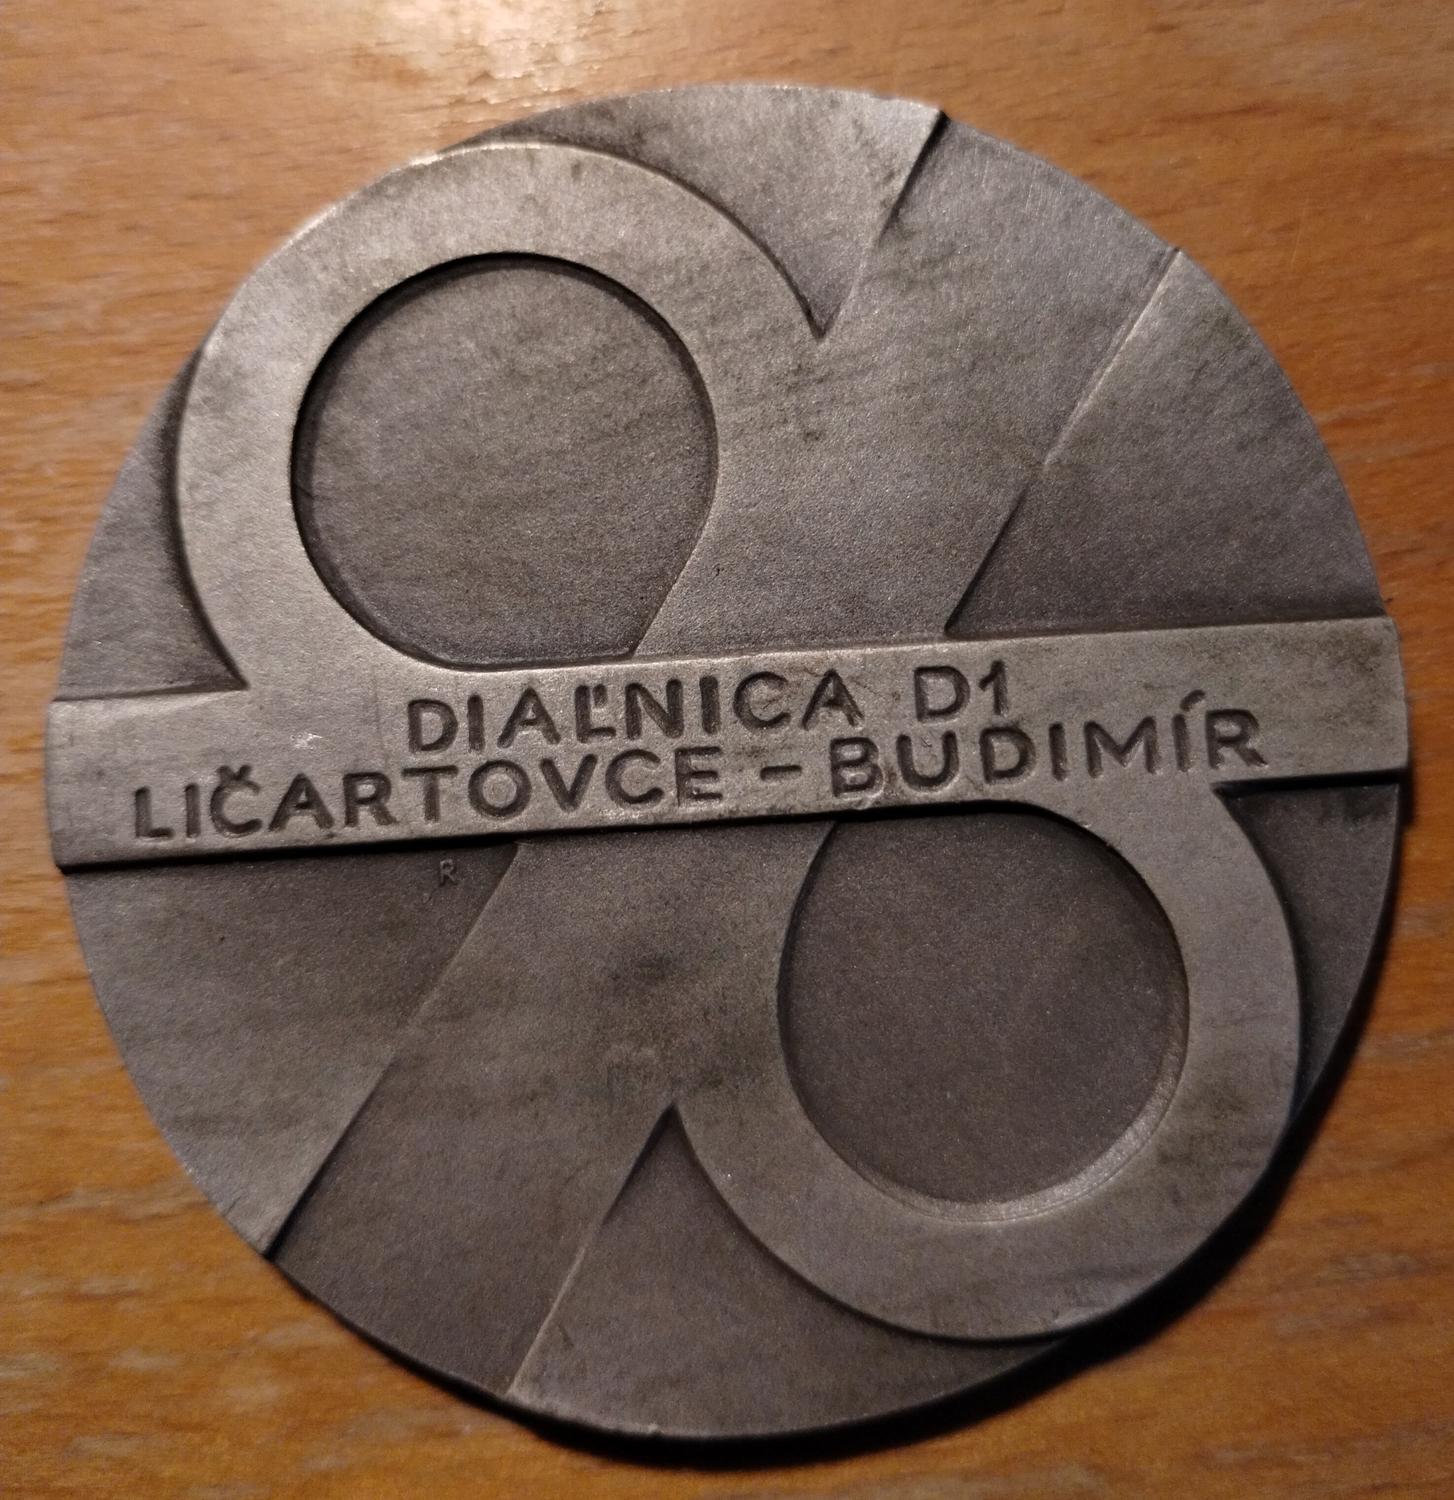 DIAĽNICA D1
LIČARTOVCE - BUDIMÍR
R